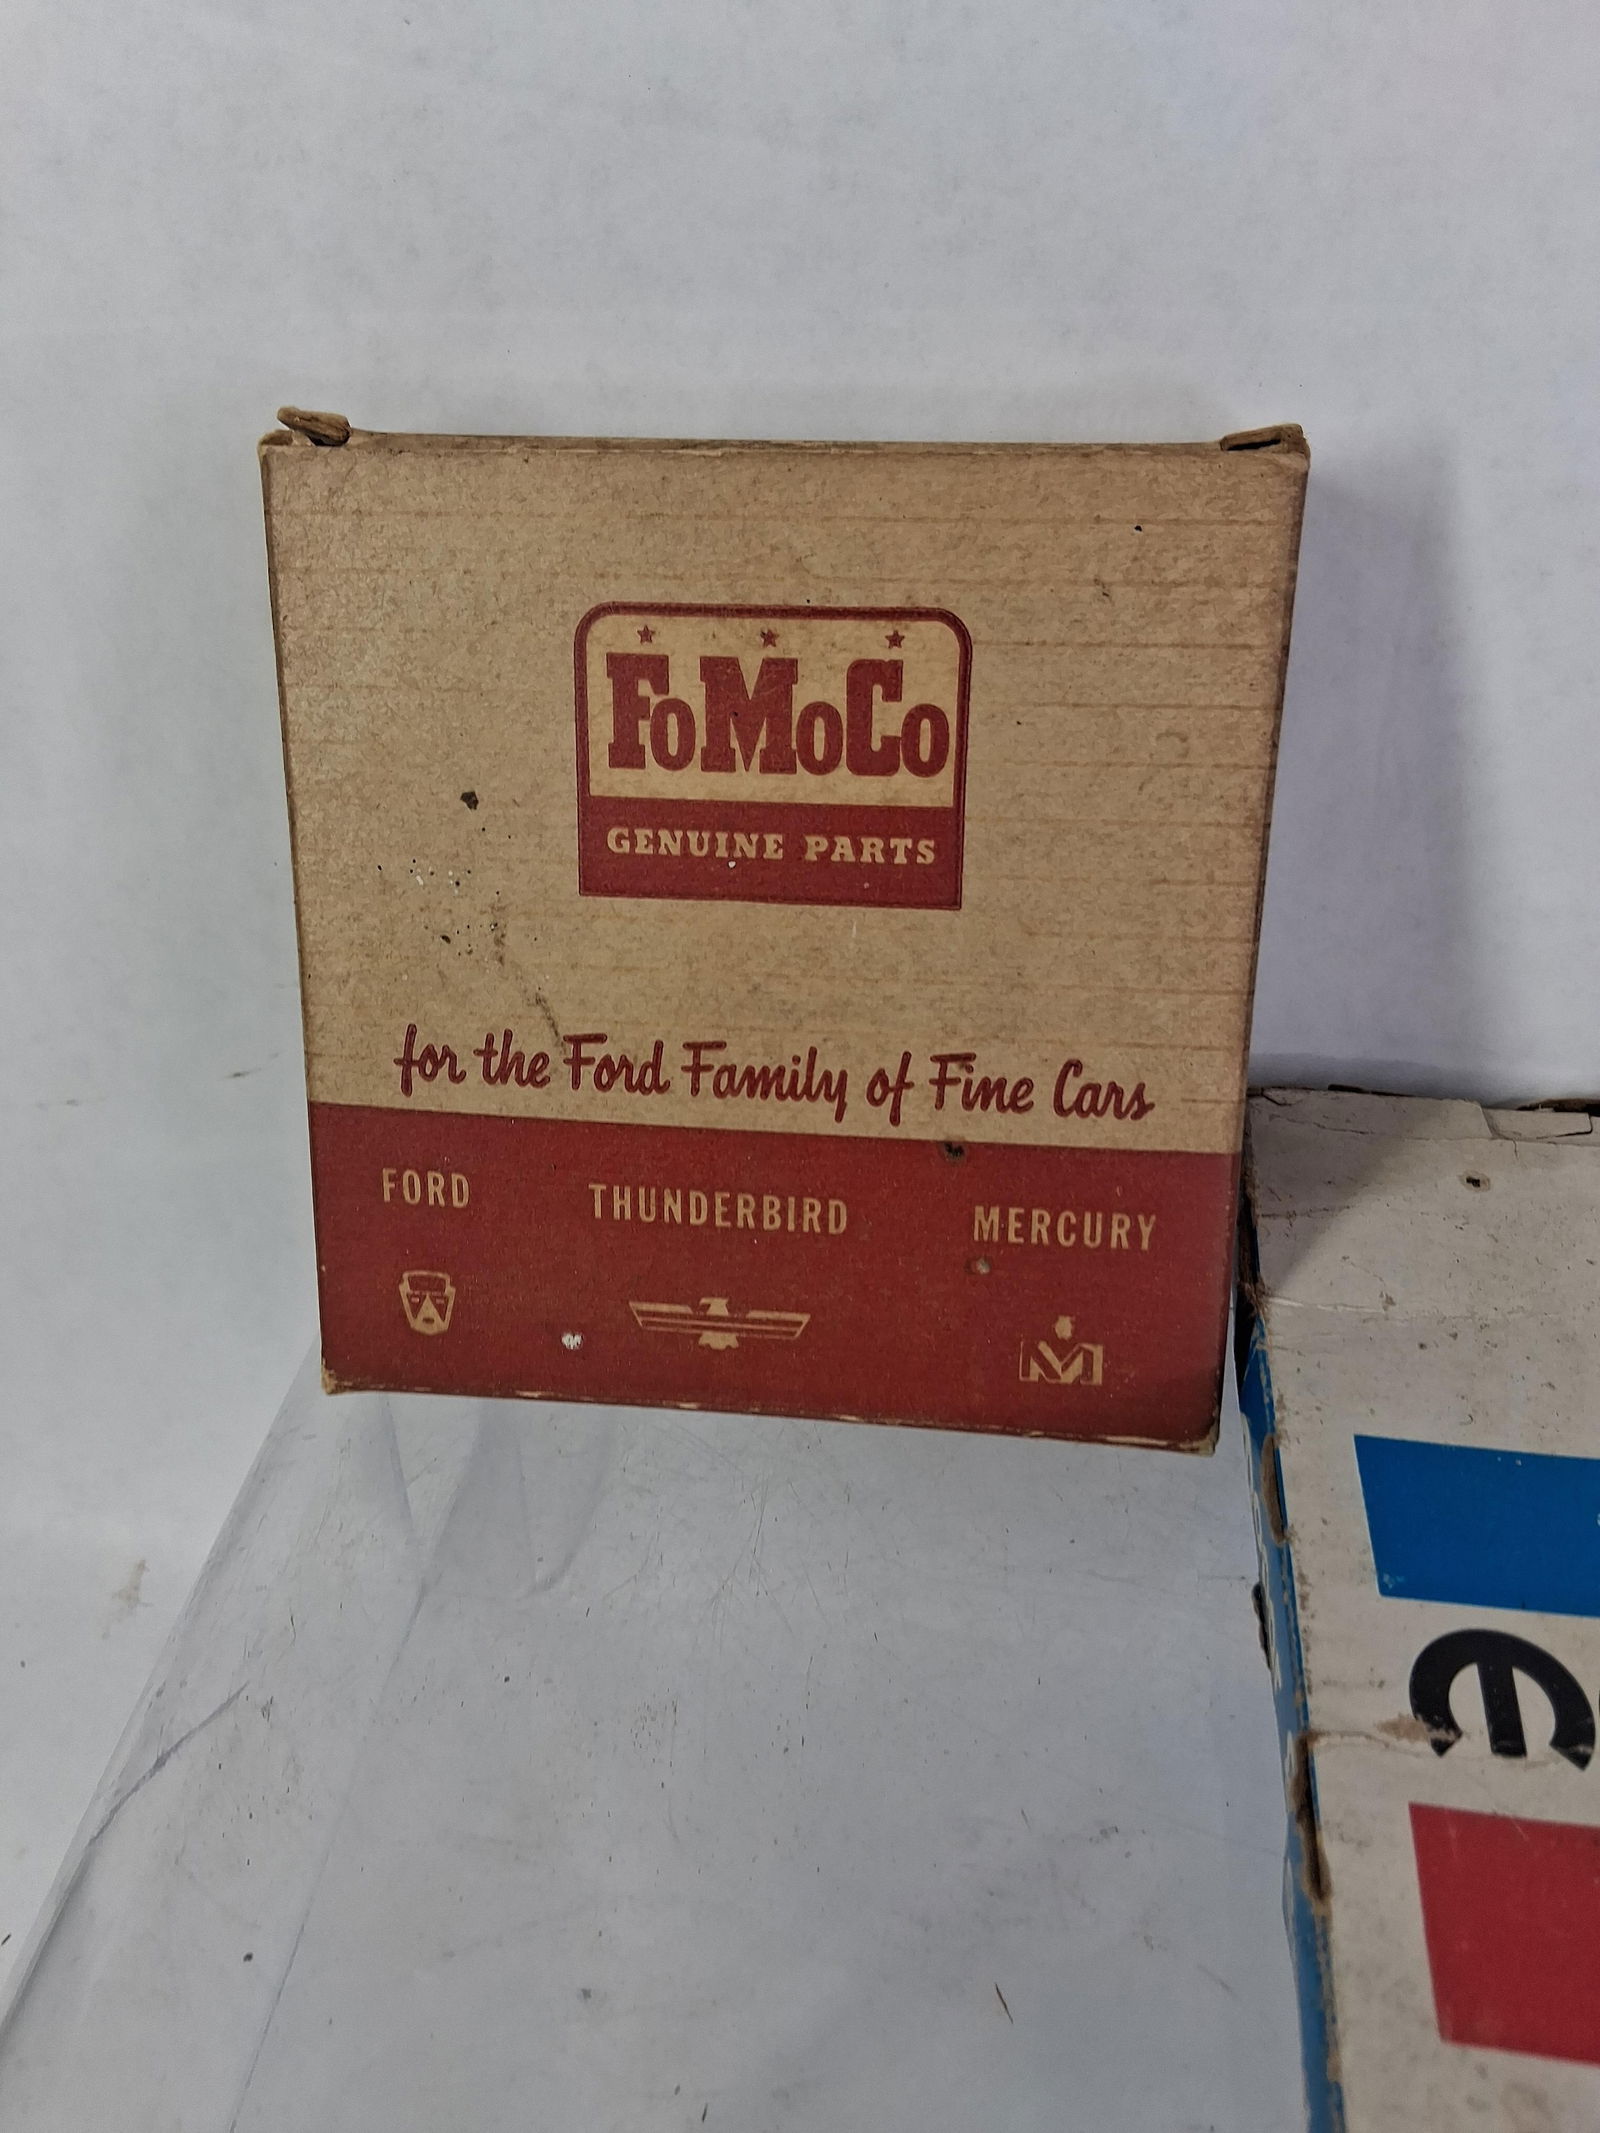 FoMoCo
GENUINE PARTS
for the Ford Family of Fine Cars
FORD THUNDERBIRD MERCURY
M
e